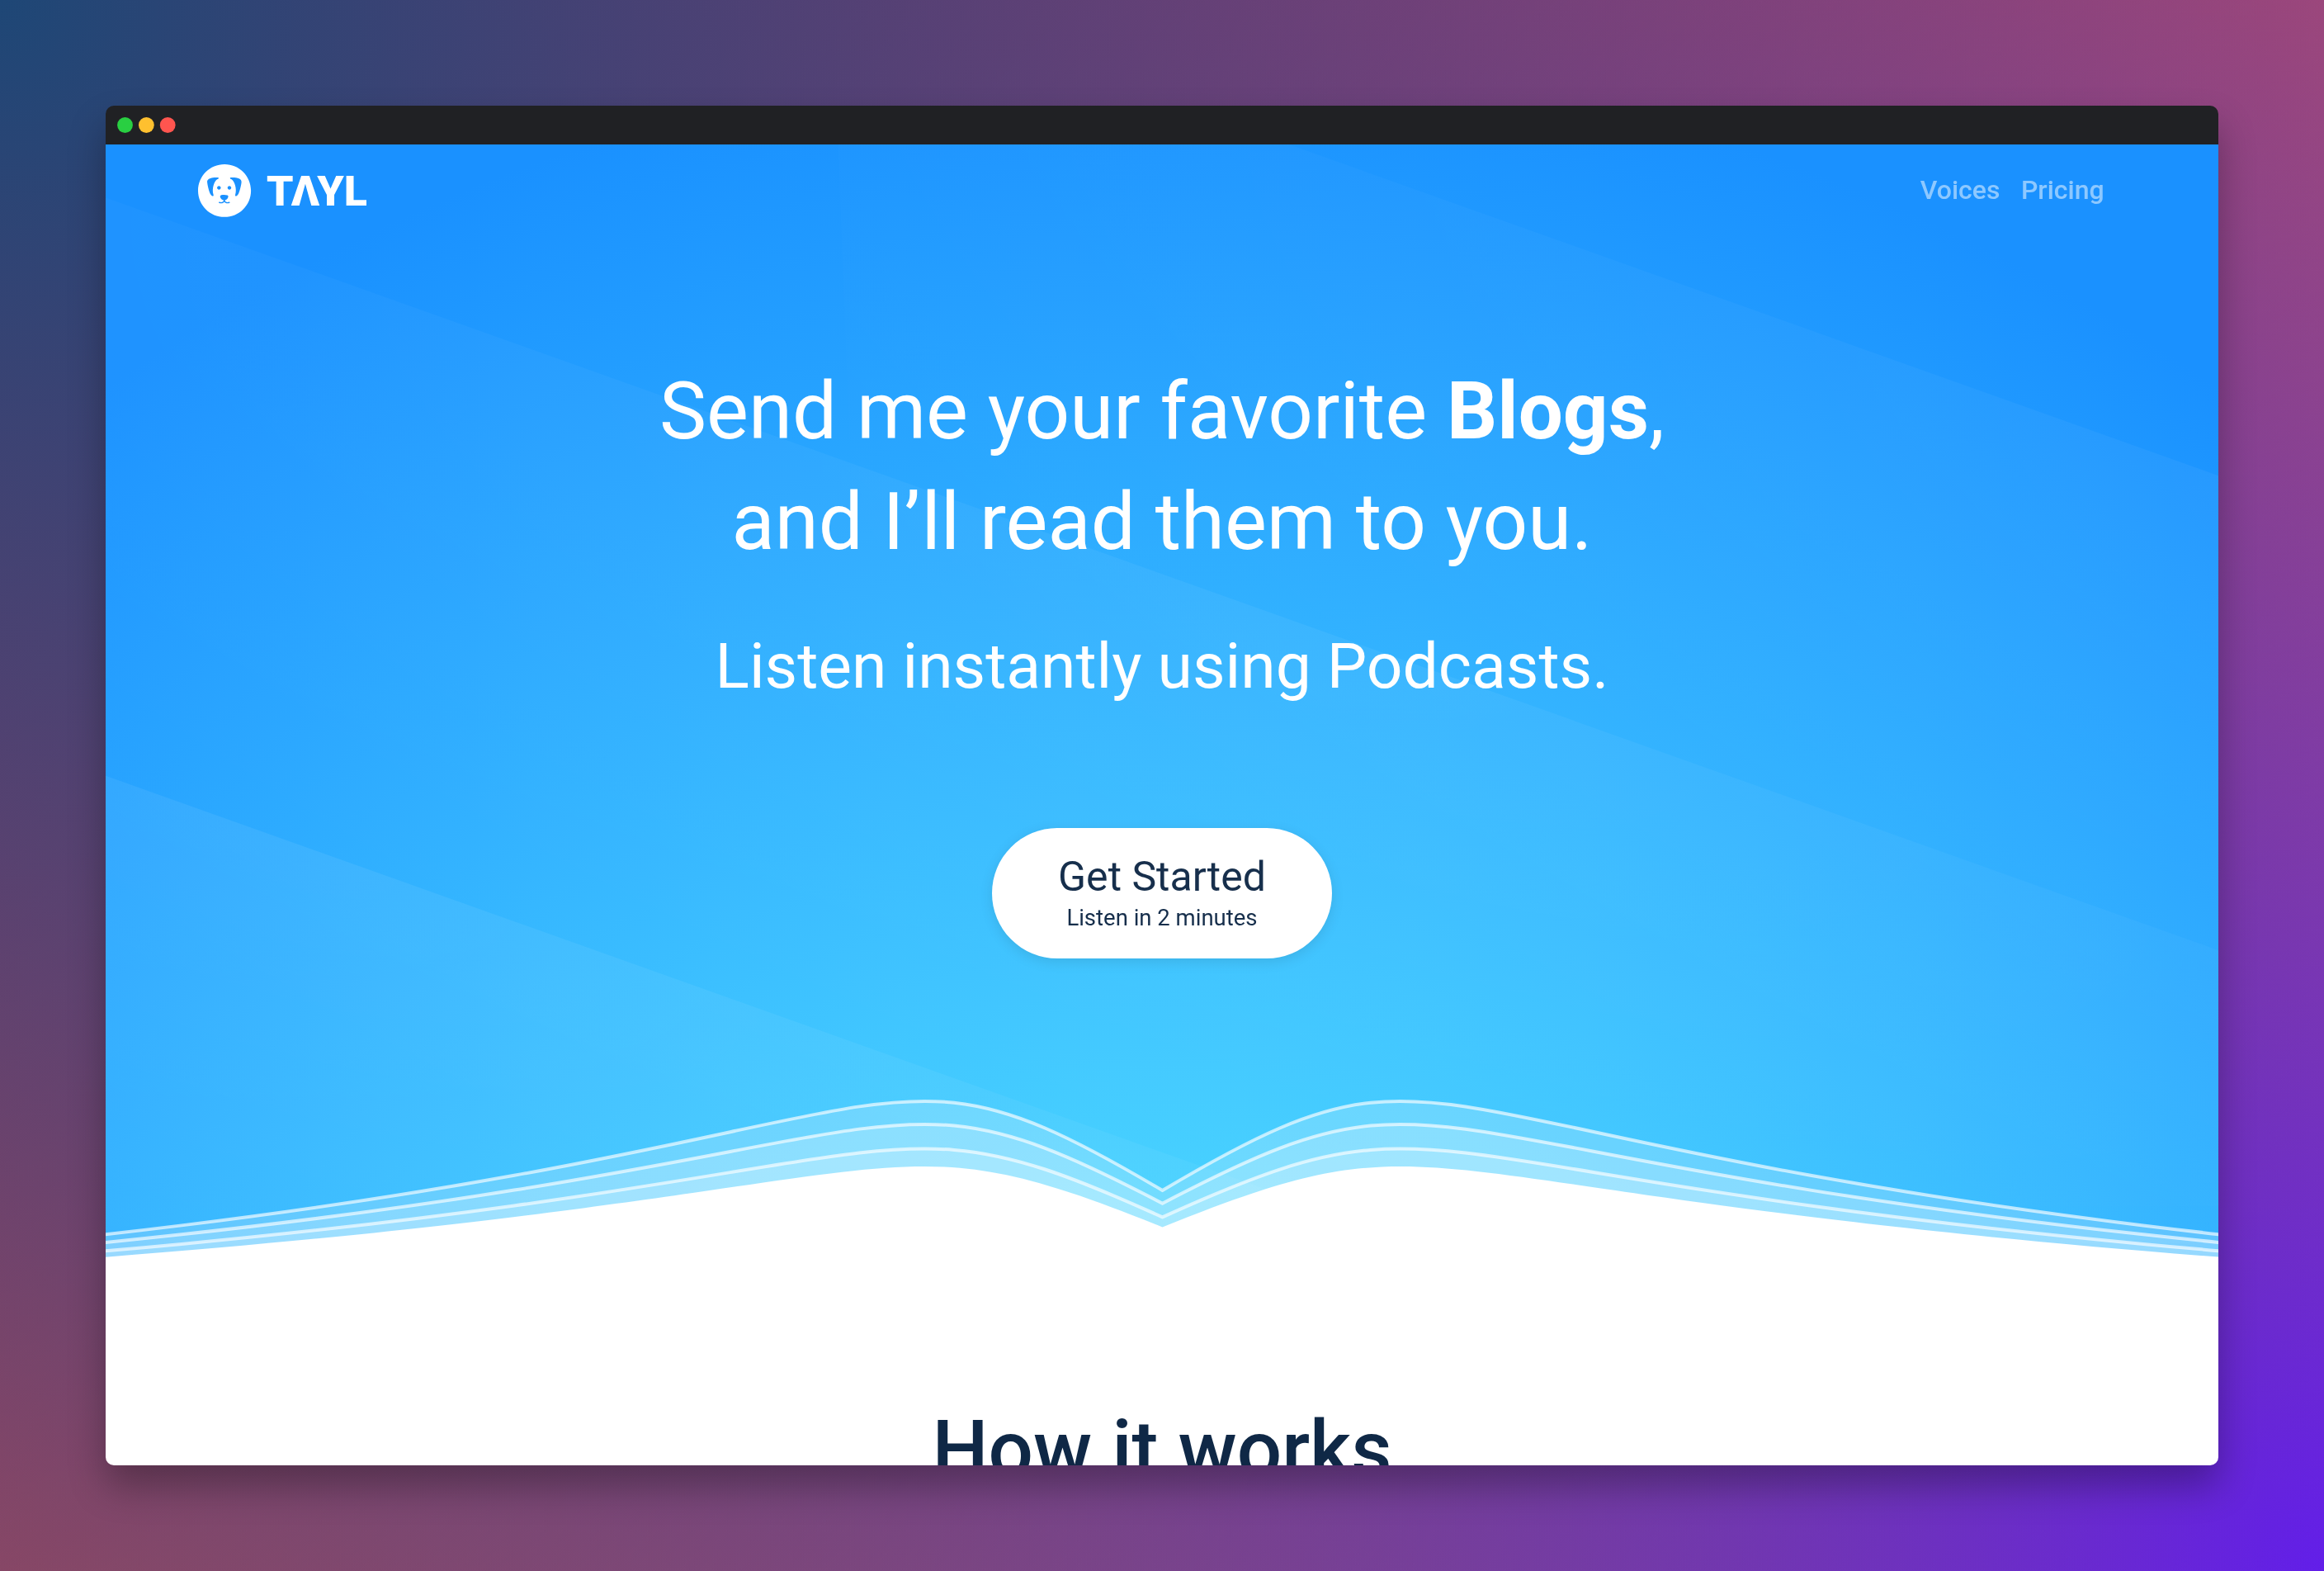 TAYL
Voices Pricing
Send me your favorite Blogs,
and I’ll read them to you.
Listen instantly using Podcasts.
Get Started
Listen in 2 minutes
How it works